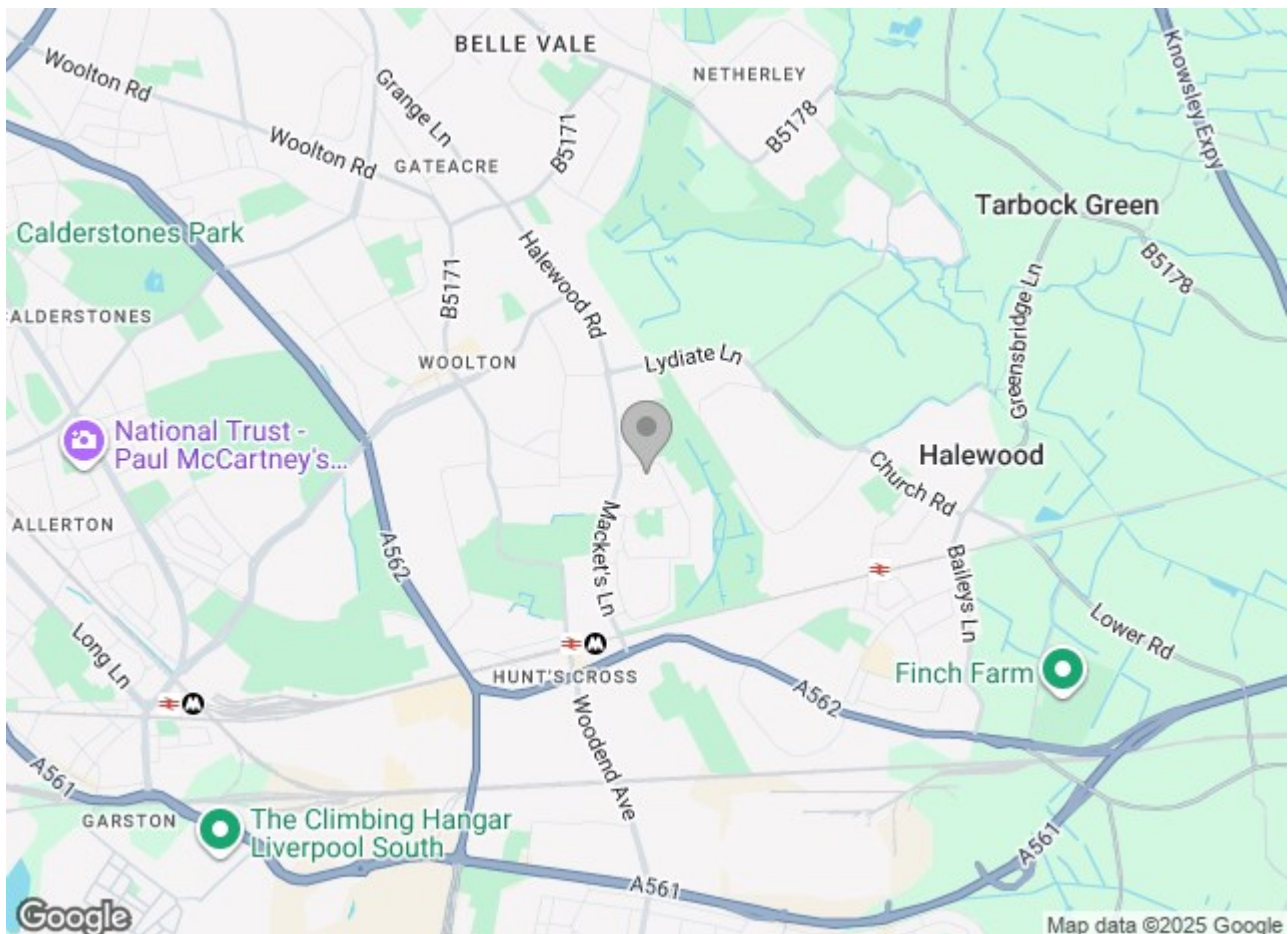 BELLE VALE
Woolton Rd
Grange Ln
NETHERLEY
Knowsley Expy
B5171
B5178
Woolton Rd
GATEACRE
Tarbock Green
Calderstones Park
Halewood Rd
B5171
B5178
Greensbridge Ln
ALDERSTONES
WOOLTON
Lydiate Ln
National Trust -
Paul McCartney's...
Halewood
Church Rd
ALLERTON
A562
Macket's Ln
Baileys Ln
Long Ln
Lower Rd
HUNT'S CROSS
Finch Farm
A562
Woodend Ave
A561
GARSTON
The Climbing Hangar
Liverpool South
A561
A561
Google
Map data ©2025 Google